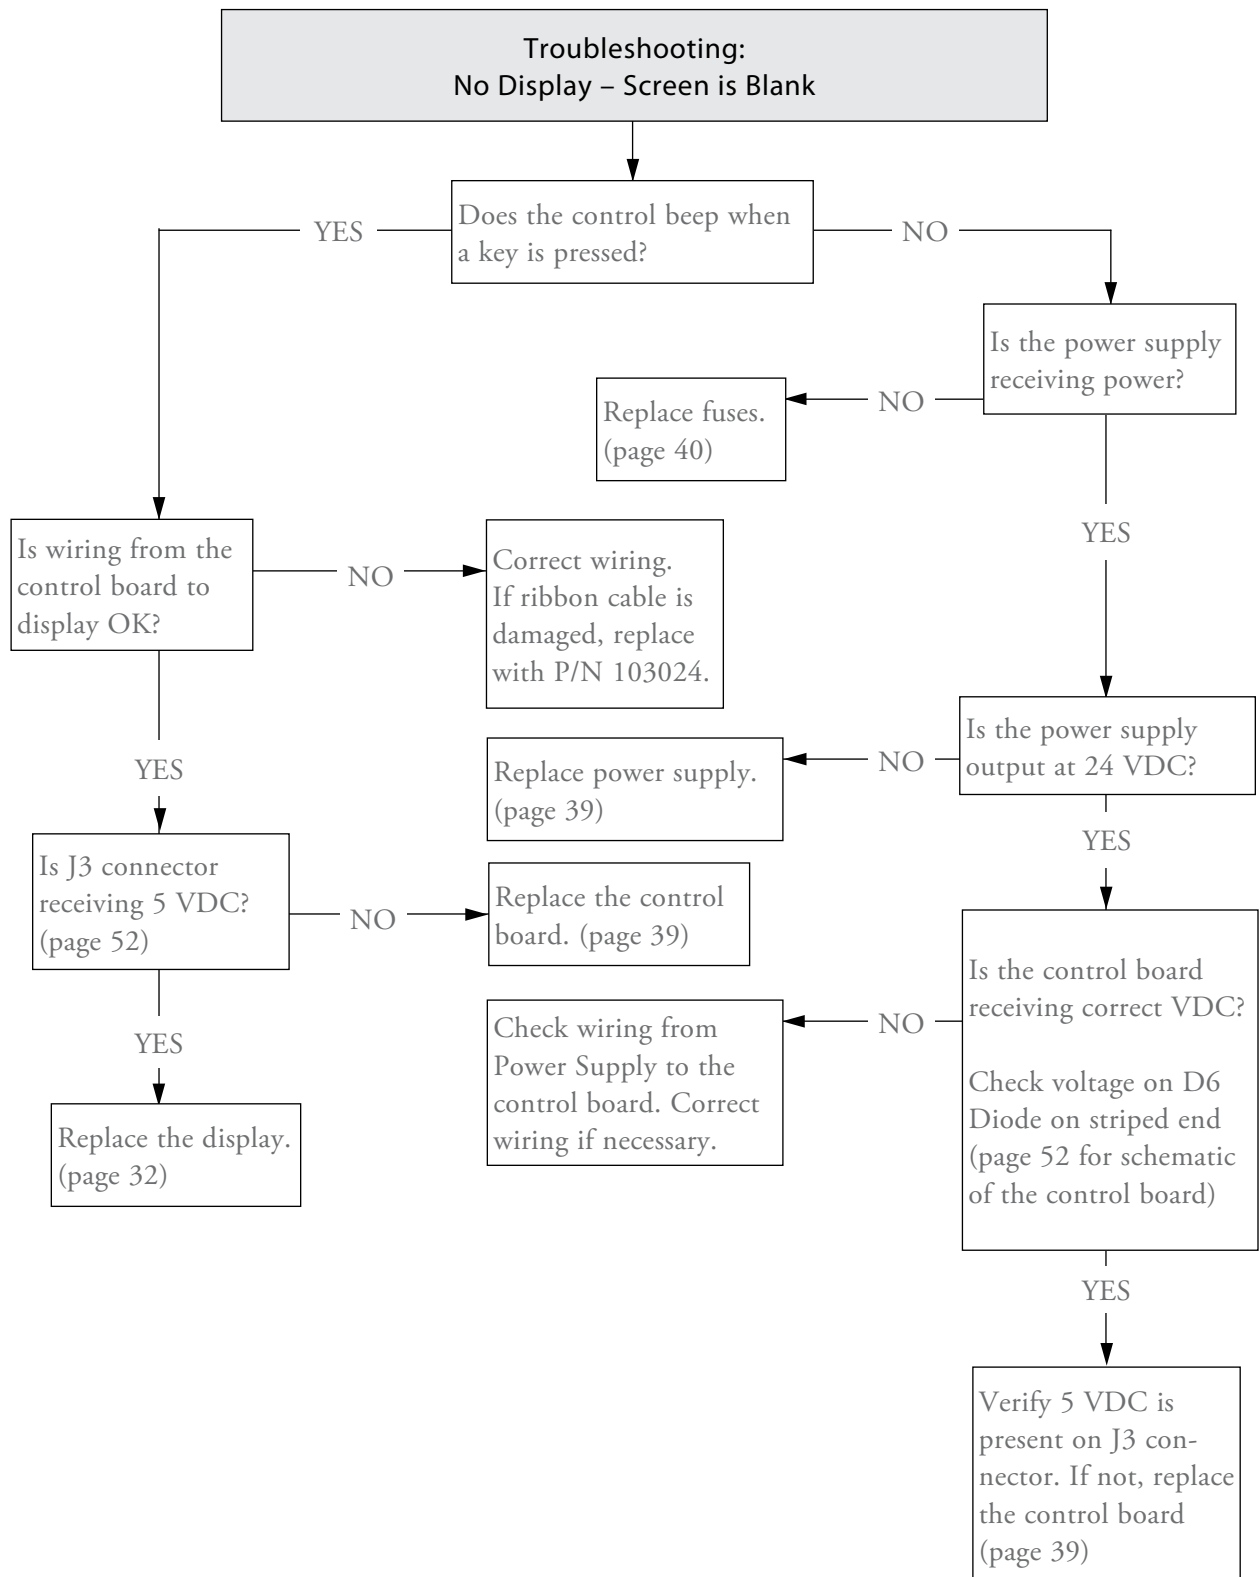 Troubleshooting:
No Display – Screen is Blank
Does the control beep when
a key is pressed?
YES
NO
Is the power supply
receiving power?
NO
Replace fuses.
(page 40)
YES
Is wiring from the
control board to
display OK?
NO
Correct wiring.
If ribbon cable is
damaged, replace
with P/N 103024.
Is the power supply
output at 24 VDC?
NO
Replace power supply.
(page 39)
YES
YES
Is J3 connector
receiving 5 VDC?
(page 52)
NO
Replace the control
board. (page 39)
Is the control board
receiving correct VDC?
Check voltage on D6
Diode on striped end
(page 52 for schematic
of the control board)
NO
Check wiring from
Power Supply to the
control board. Correct
wiring if necessary.
YES
Replace the display.
(page 32)
YES
Verify 5 VDC is
present on J3 con-
nector. If not, replace
the control board
(page 39)